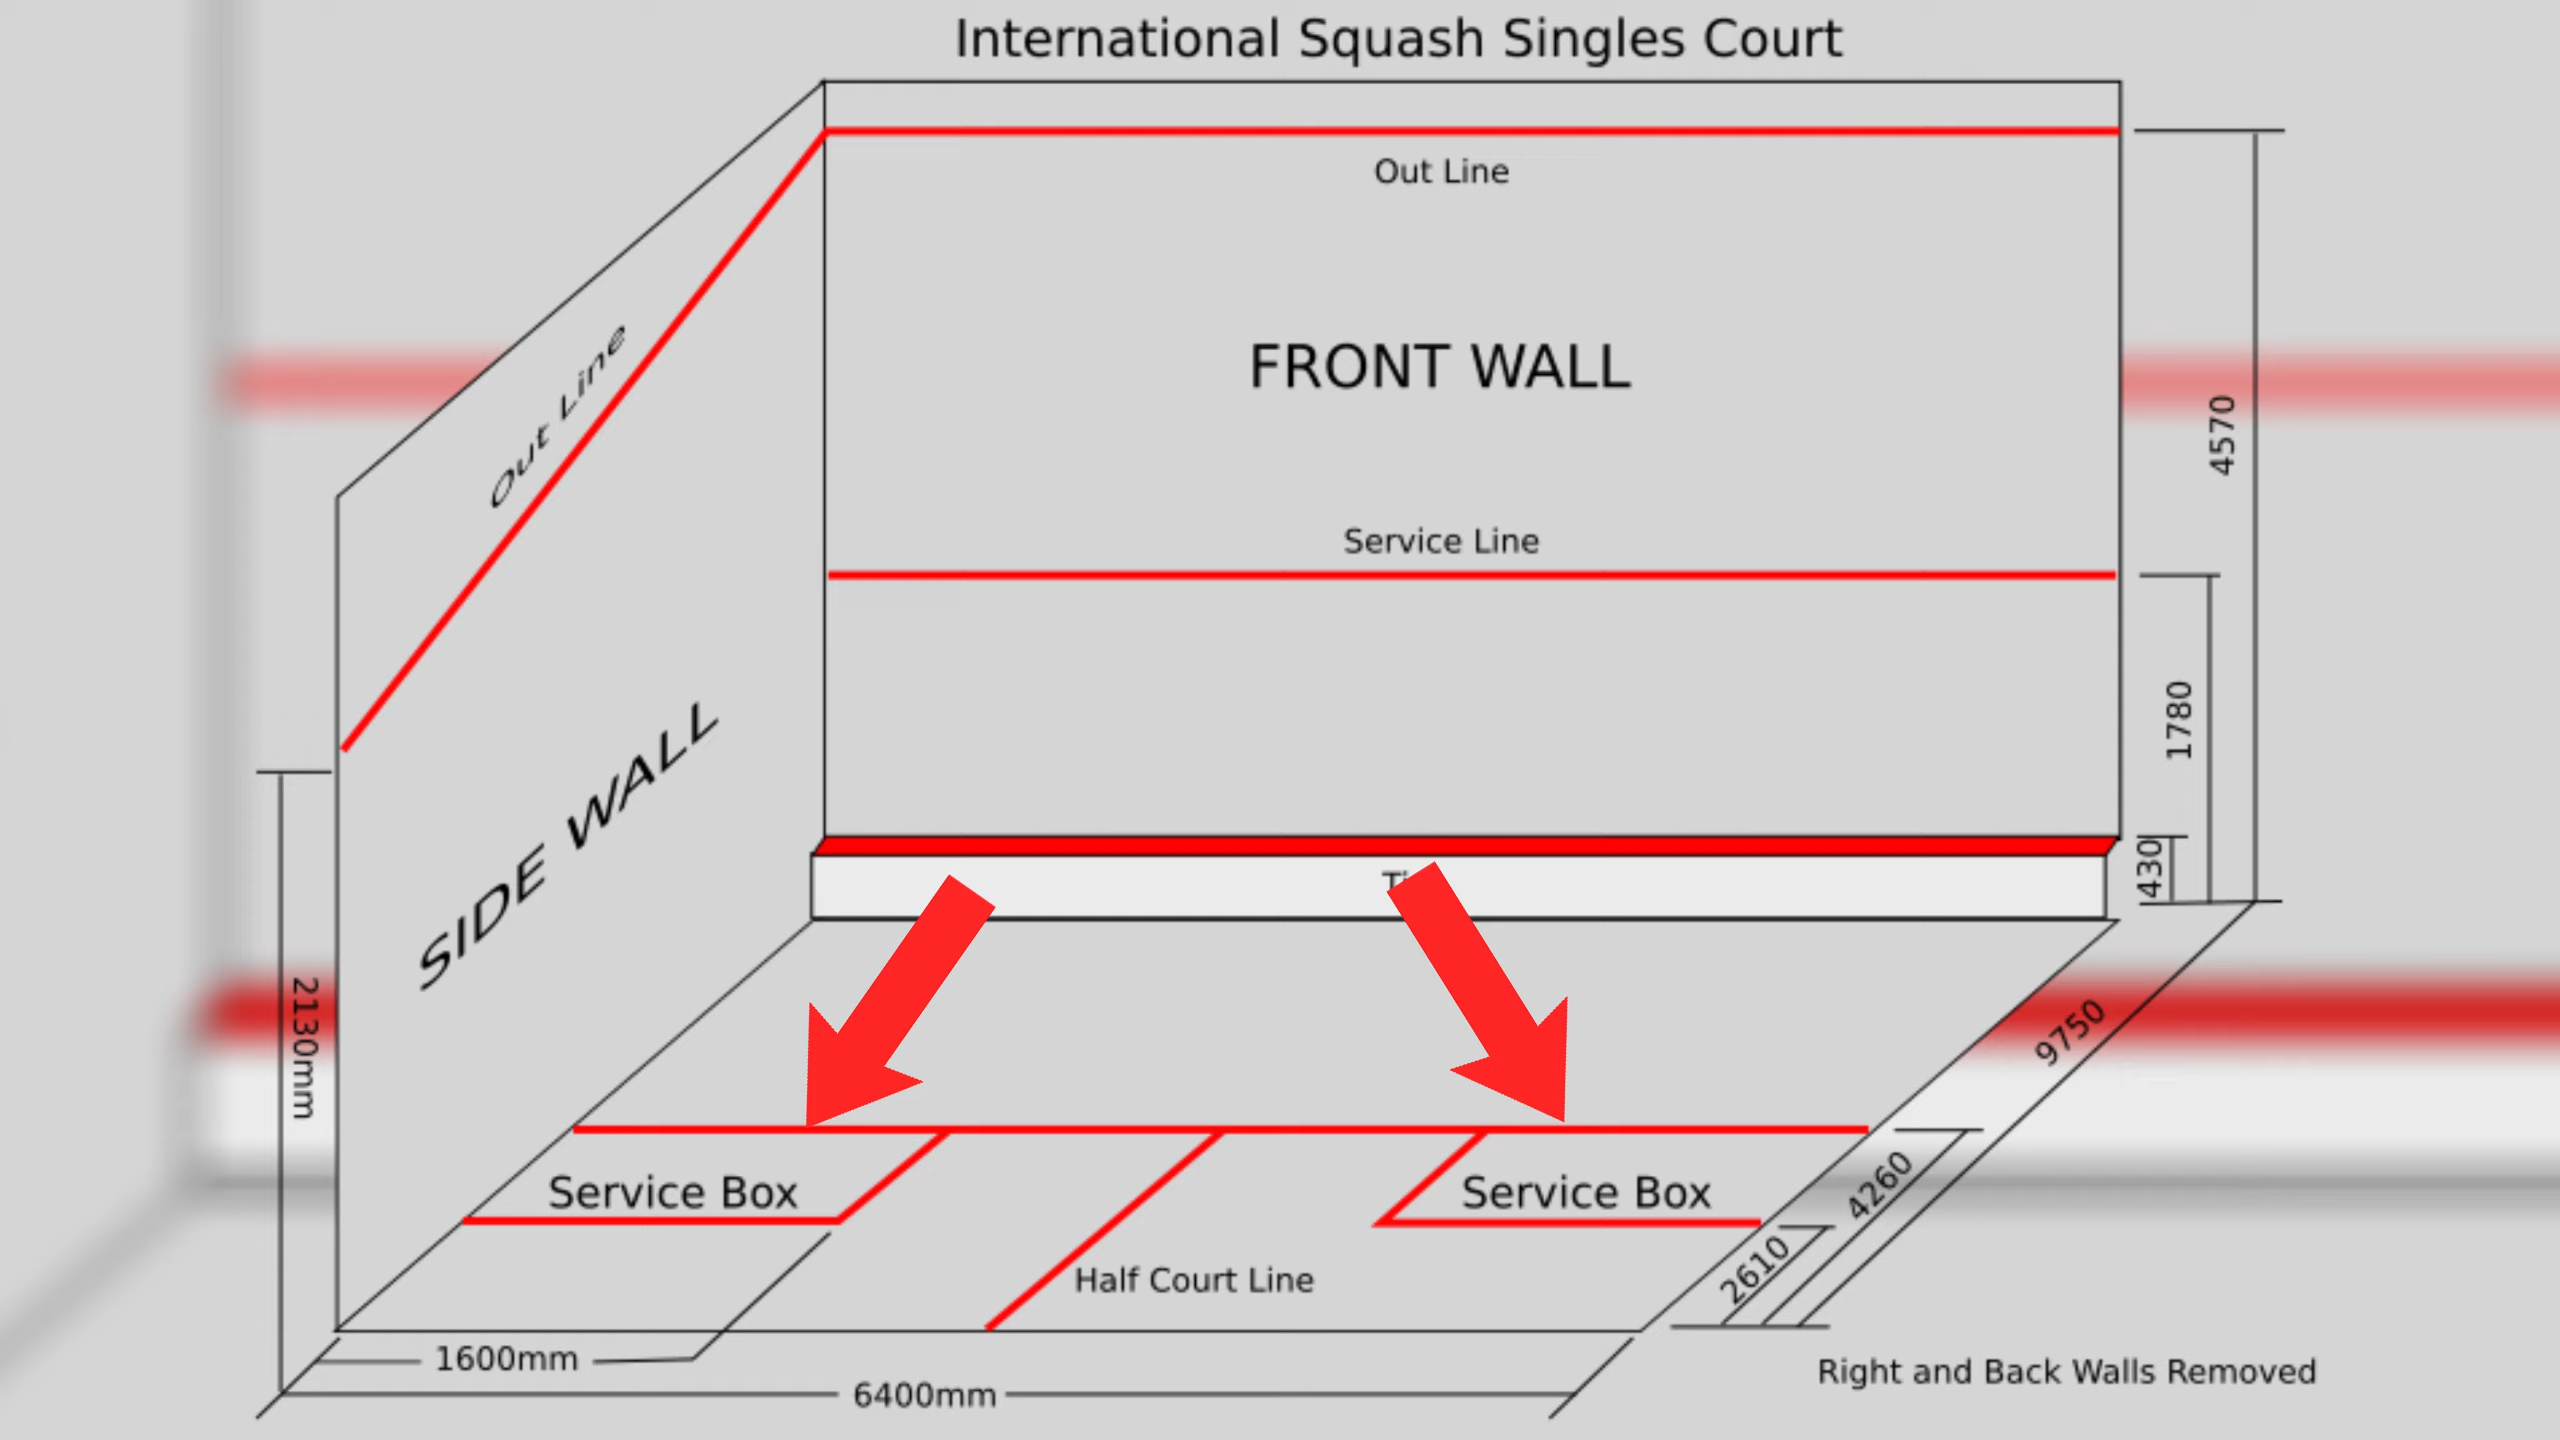 International Squash Singles Court
Out Line
Out Line
FRONT WALL
4570
Service Line
1780
SIDE WALL
430
2130mm
9750
Service Box
Service Box
4260
2610
Half Court Line
1600mm
6400mm
Right and Back Walls Removed